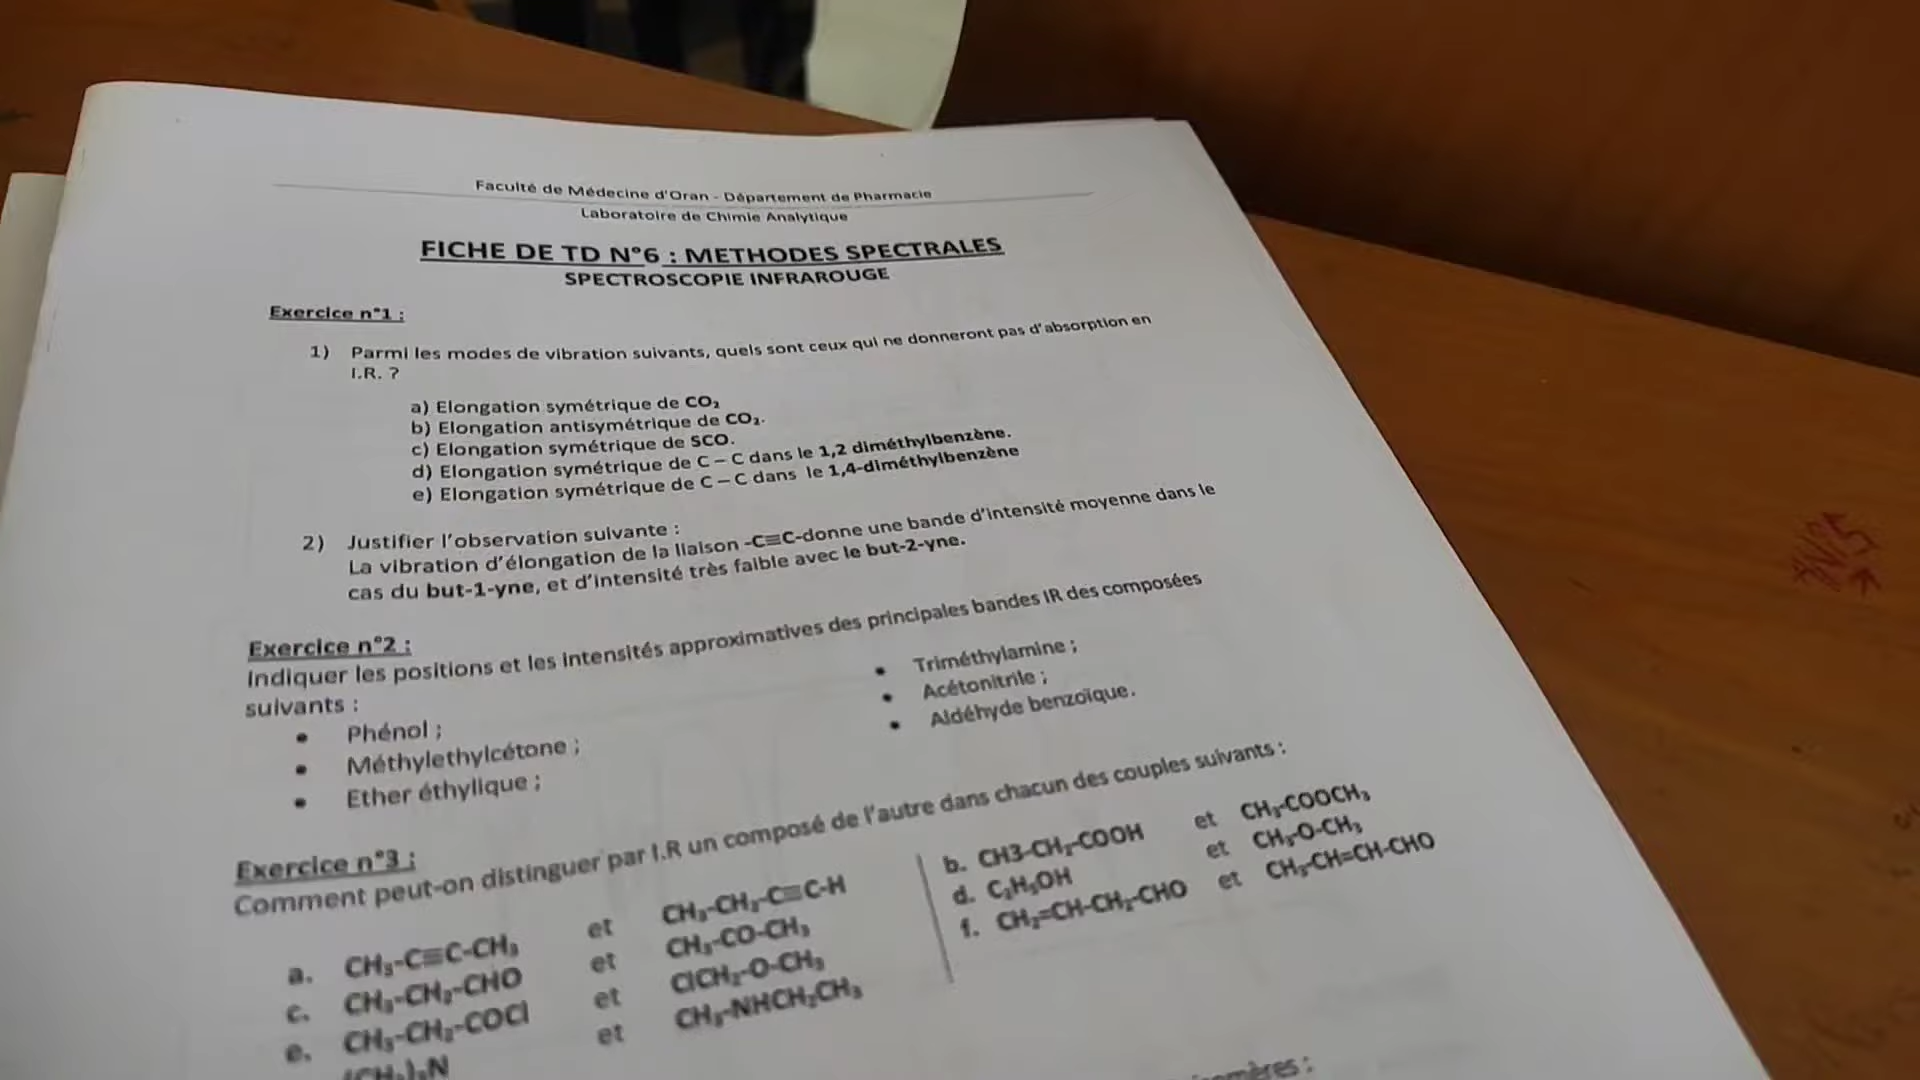 Faculté de Médecine d'Oran - Département de Pharmacie
Laboratoire de Chimie Analytique
FICHE DE TD N°6 : METHODES SPECTRALES
SPECTROSCOPIE INFRAROUGE
Exercice n°1 :
1) Parmi les modes de vibration suivants, quels sont ceux qui ne donneront pas d'absorption en
I.R. ?
a) Elongation symétrique de CO₂
b) Elongation antisymétrique de CO₂.
c) Elongation symétrique de SCO.
d) Elongation symétrique de C – C dans le 1,2 diméthylbenzène.
e) Elongation symétrique de C – C dans le 1,4-diméthylbenzène
2) Justifier l'observation suivante :
La vibration d'élongation de la liaison -C≡C-donne une bande d'intensité moyenne dans le
cas du but-1-yne, et d'intensité très faible avec le but-2-yne.
Exercice n°2 :
Indiquer les positions et les intensités approximatives des principales bandes IR des composées
suivants :
• Phénol ;
• Méthylethylcétone ;
• Ether éthylique ;
• Triméthylamine ;
• Acétonitrile ;
• Aldéhyde benzoïque.
Exercice n°3 :
Comment peut-on distinguer par I.R un composé de l'autre dans chacun des couples suivants :
a. CH₃-C≡C-CH₃ et CH₃-CH₂-C≡C-H
c. CH₃-CH₂-CHO et CH₃-CO-CH₃
e. CH₃-CH₂-COCl et ClCH₂-O-CH₃
(CH₃)₃N et CH₃-NHCH₂CH₃
b. CH3-CH₂-COOH et CH₃-COOCH₃
d. C₂H₅OH et CH₃-O-CH₃
f. CH₂=CH-CH₂-CHO et CH₃-CH=CH-CHO